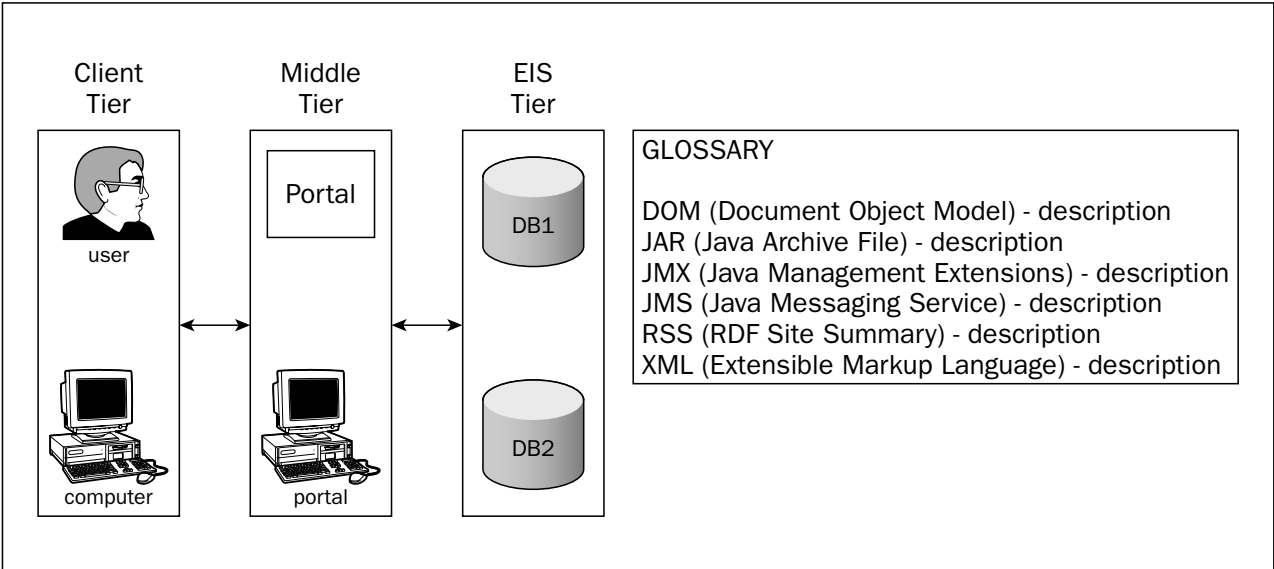 Client
Tier
Middle
Tier
EIS
Tier
user
computer
Portal
portal
DB1
DB2
GLOSSARY
DOM (Document Object Model) - description
JAR (Java Archive File) - description
JMX (Java Management Extensions) - description
JMS (Java Messaging Service) - description
RSS (RDF Site Summary) - description
XML (Extensible Markup Language) - description